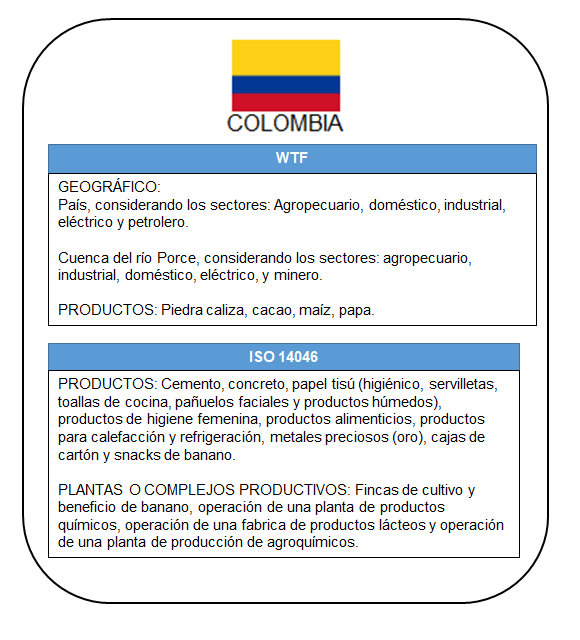 COLOMBIA
WTF
GEOGRÁFICO:
País, considerando los sectores: Agropecuario, doméstico, industrial,
eléctrico y petrolero.
Cuenca del río Porce, considerando los sectores: agropecuario,
industrial, doméstico, eléctrico, y minero.
PRODUCTOS: Piedra caliza, cacao, maíz, papa.
ISO 14046
PRODUCTOS: Cemento, concreto, papel tisú (higiénico, servilletas,
toallas de cocina, pañuelos faciales y productos húmedos),
productos de higiene femenina, productos alimenticios, productos
para calefacción y refrigeración, metales preciosos (oro), cajas de
cartón y snacks de banano.
PLANTAS O COMPLEJOS PRODUCTIVOS: Fincas de cultivo y
beneficio de banano, operación de una planta de productos
químicos, operación de una fabrica de productos lácteos y operación
de una planta de producción de agroquímicos.